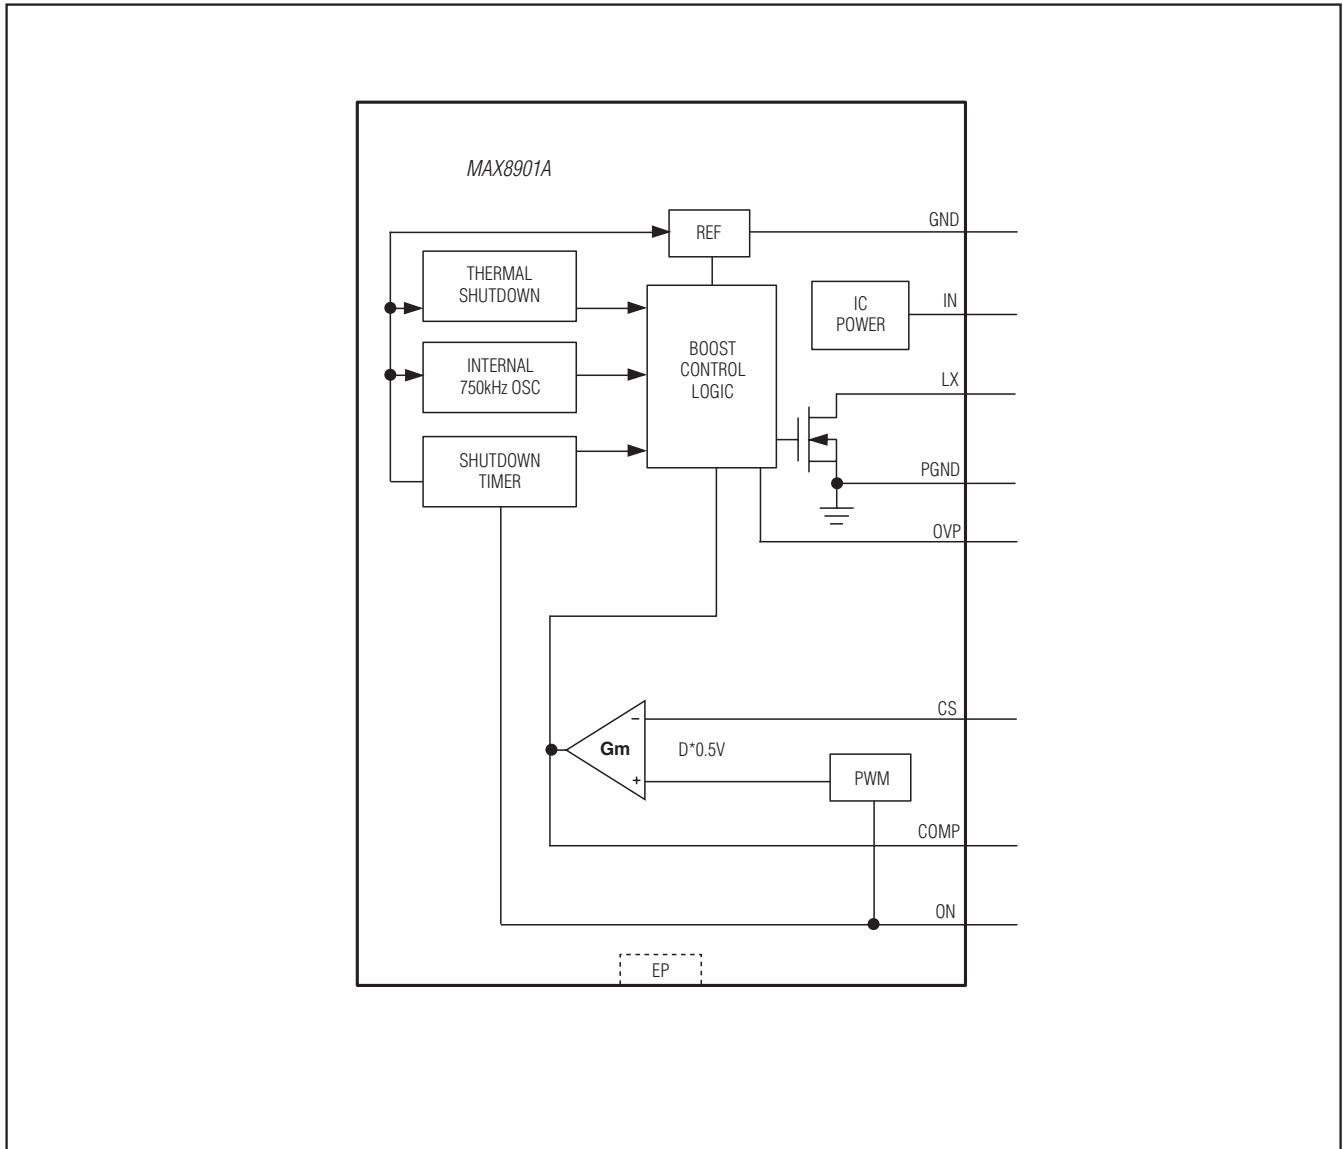 MAX8901A
REF
GND
THERMAL
SHUTDOWN
IC
POWER
IN
INTERNAL
750kHz OSC
BOOST
CONTROL
LOGIC
LX
SHUTDOWN
TIMER
PGND
OVP
CS
−
Gm
D*0.5V
+
PWM
COMP
ON
EP